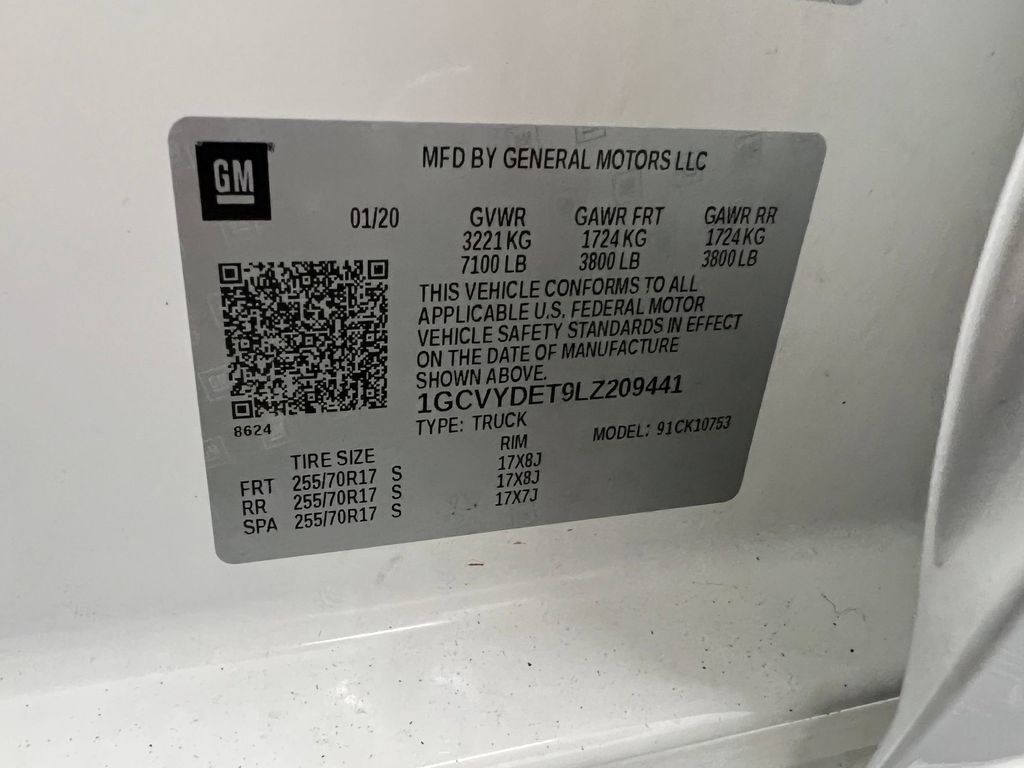 GM
MFD BY GENERAL MOTORS LLC
01/20 GVWR GAWR FRT GAWR RR
3221 KG 1724 KG 1724 KG
7100 LB 3800 LB 3800 LB
THIS VEHICLE CONFORMS TO ALL
APPLICABLE U.S. FEDERAL MOTOR
VEHICLE SAFETY STANDARDS IN EFFECT
ON THE DATE OF MANUFACTURE
SHOWN ABOVE.
1GCVYDET9LZ209441
8624
TYPE: TRUCK MODEL: 91CK10753
TIRE SIZE RIM
FRT 255/70R17 S 17X8J
RR 255/70R17 S 17X8J
SPA 255/70R17 S 17X7J